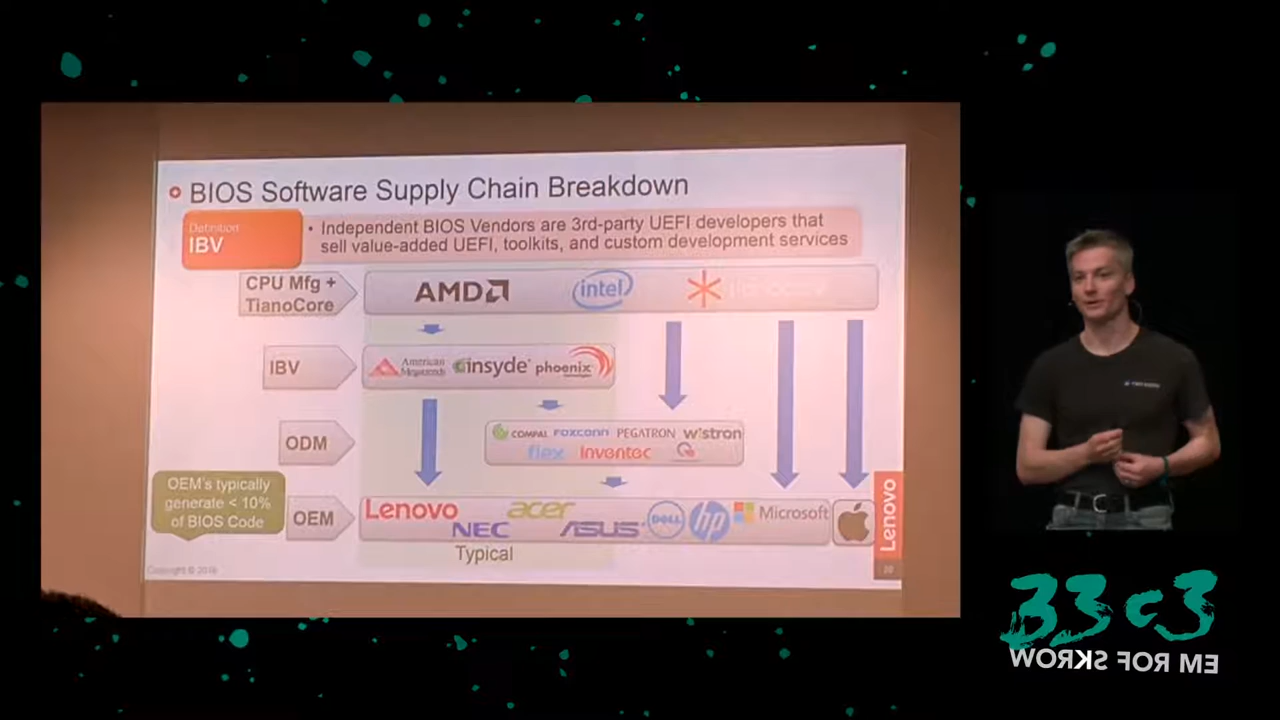 BIOS Software Supply Chain Breakdown
Definition
IBV
• Independent BIOS Vendors are 3rd-party UEFI developers that
sell value-added UEFI, toolkits, and custom development services
CPU Mfg +
TianoCore
AMD
intel
IBV
American
Megatrends
insyde
phoenix
ODM
COMPAL FOXCONN PEGATRON wistron
flex Inventec
OEM's typically
generate < 10%
of BIOS Code
OEM
Lenovo
NEC
acer
ASUS
DELL
hp
Microsoft
Typical
Lenovo
Copyright © 2016
20
33c3
WORKS FOR ME